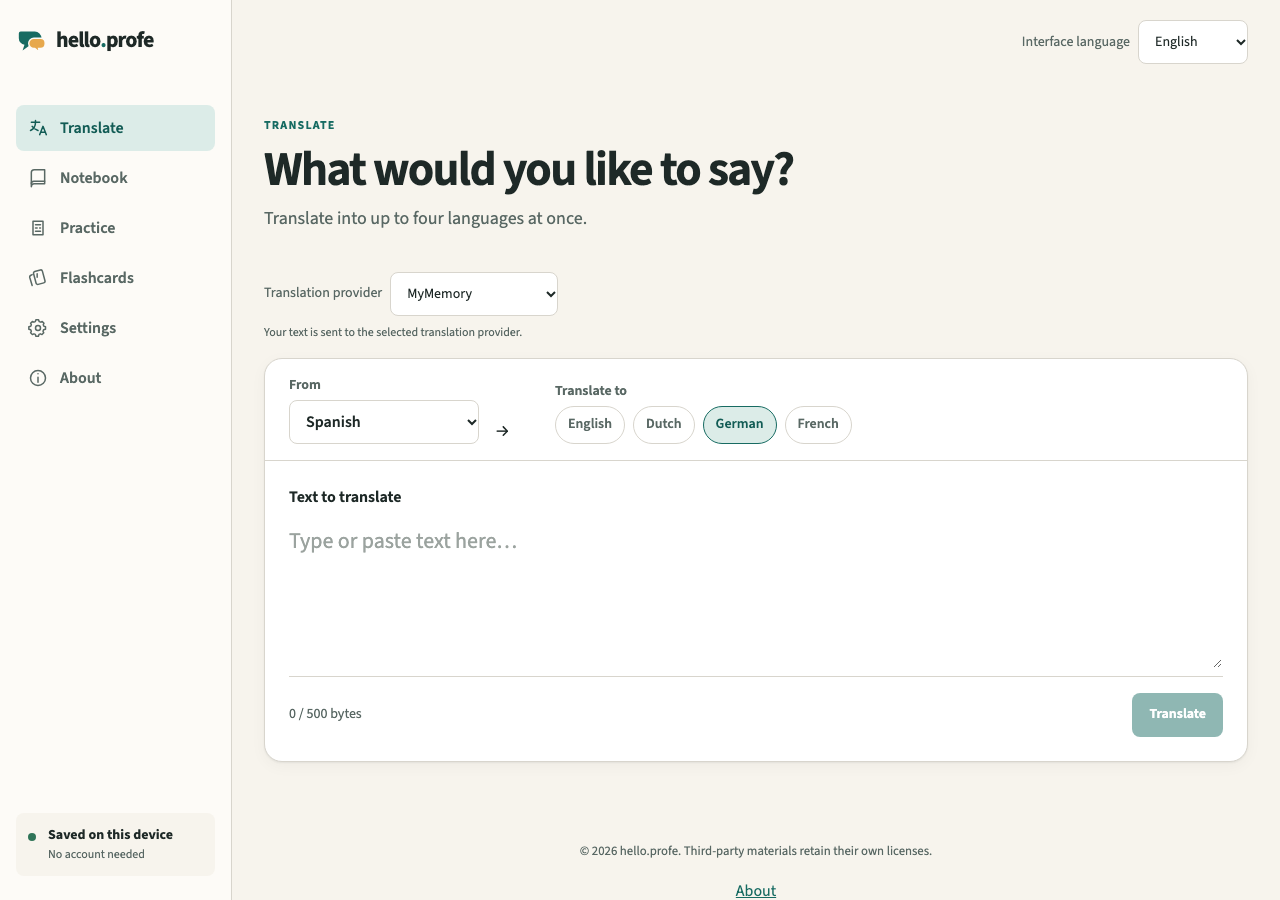 hello.profe
Interface language
English
Translate
Notebook
Practice
Flashcards
Settings
About
TRANSLATE
What would you like to say?
Translate into up to four languages at once.
Translation provider
MyMemory
Your text is sent to the selected translation provider.
From
Spanish
→
Translate to
English
Dutch
German
French
Text to translate
Type or paste text here…
0 / 500 bytes
Translate
Saved on this device
No account needed
© 2026 hello.profe. Third-party materials retain their own licenses.
About